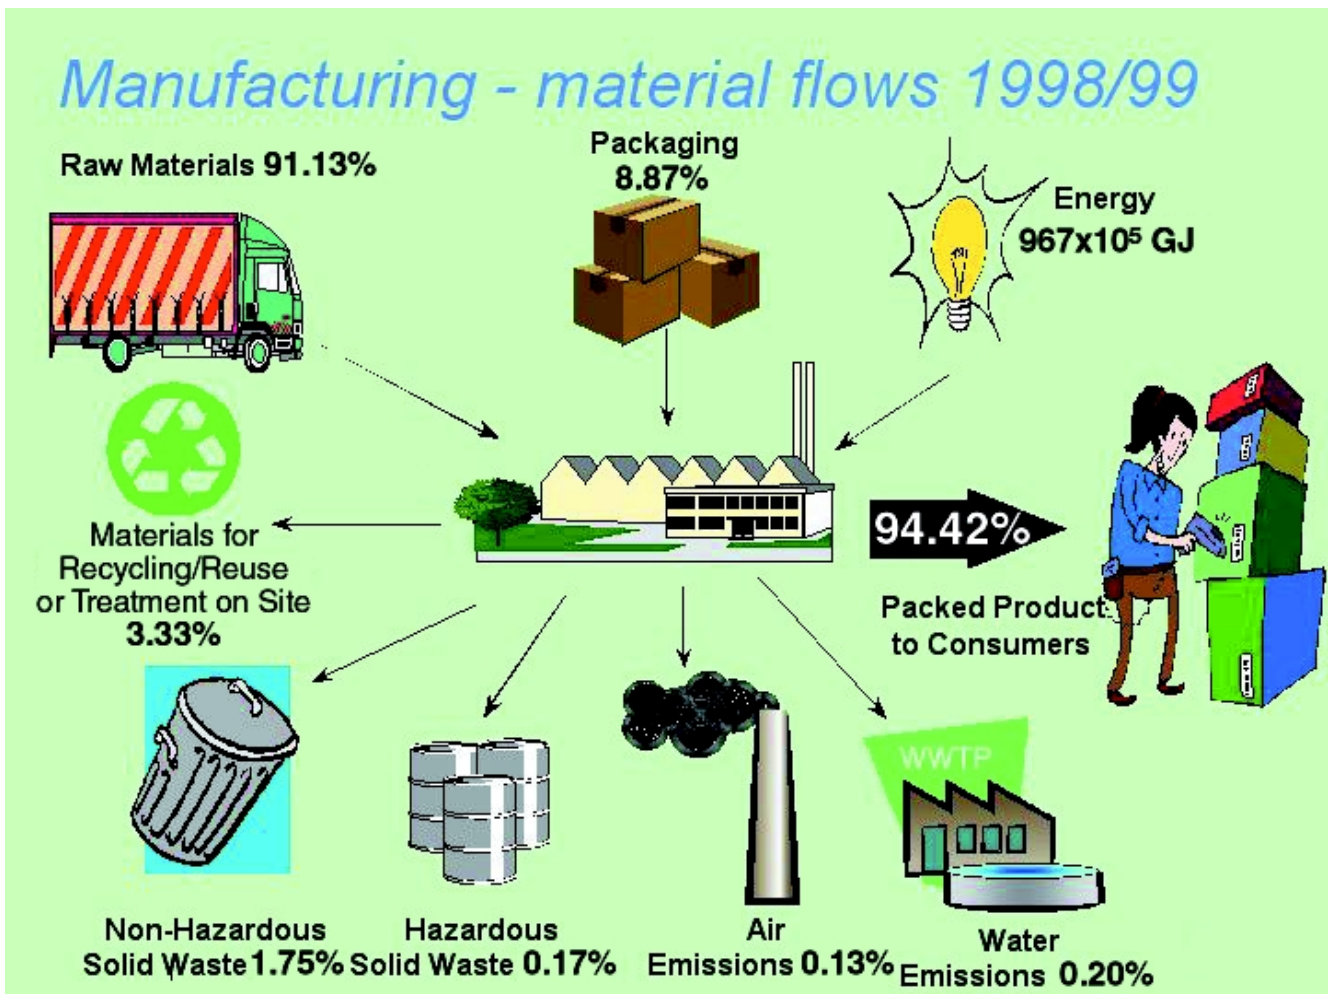 Manufacturing - material flows 1998/99
Raw Materials 91.13%
Packaging
8.87%
Energy
967x10⁵ GJ
Materials for
Recycling/Reuse
or Treatment on Site
3.33%
94.42%
Packed Product
to Consumers
WWTP
Non-Hazardous
Solid Waste 1.75%
Hazardous
Solid Waste 0.17%
Air
Emissions 0.13%
Water
Emissions 0.20%